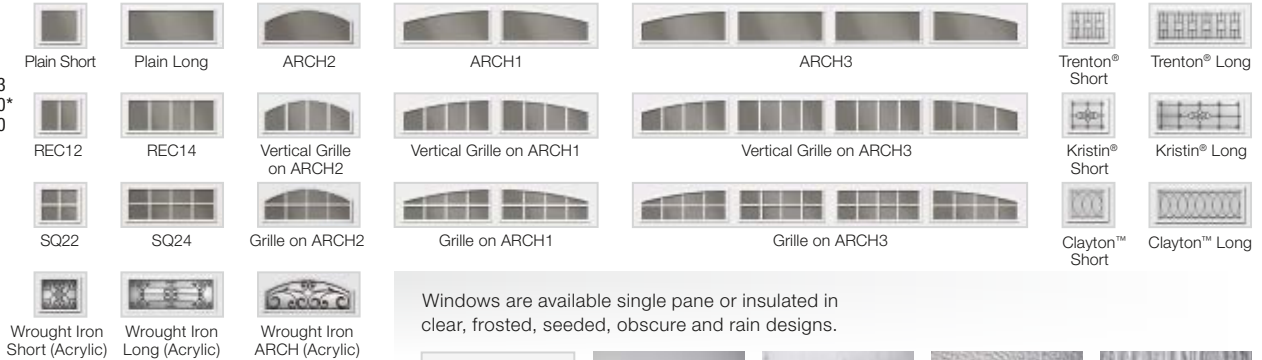 Plain Short
Plain Long
ARCH2
ARCH1
ARCH3
Trenton®
Short
Trenton® Long
3
0*
0
REC12
REC14
Vertical Grille
on ARCH2
Vertical Grille on ARCH1
Vertical Grille on ARCH3
Kristin®
Short
Kristin® Long
SQ22
SQ24
Grille on ARCH2
Grille on ARCH1
Grille on ARCH3
Clayton™
Short
Clayton™ Long
Wrought Iron
Short (Acrylic)
Wrought Iron
Long (Acrylic)
Wrought Iron
ARCH (Acrylic)
Windows are available single pane or insulated in
clear, frosted, seeded, obscure and rain designs.